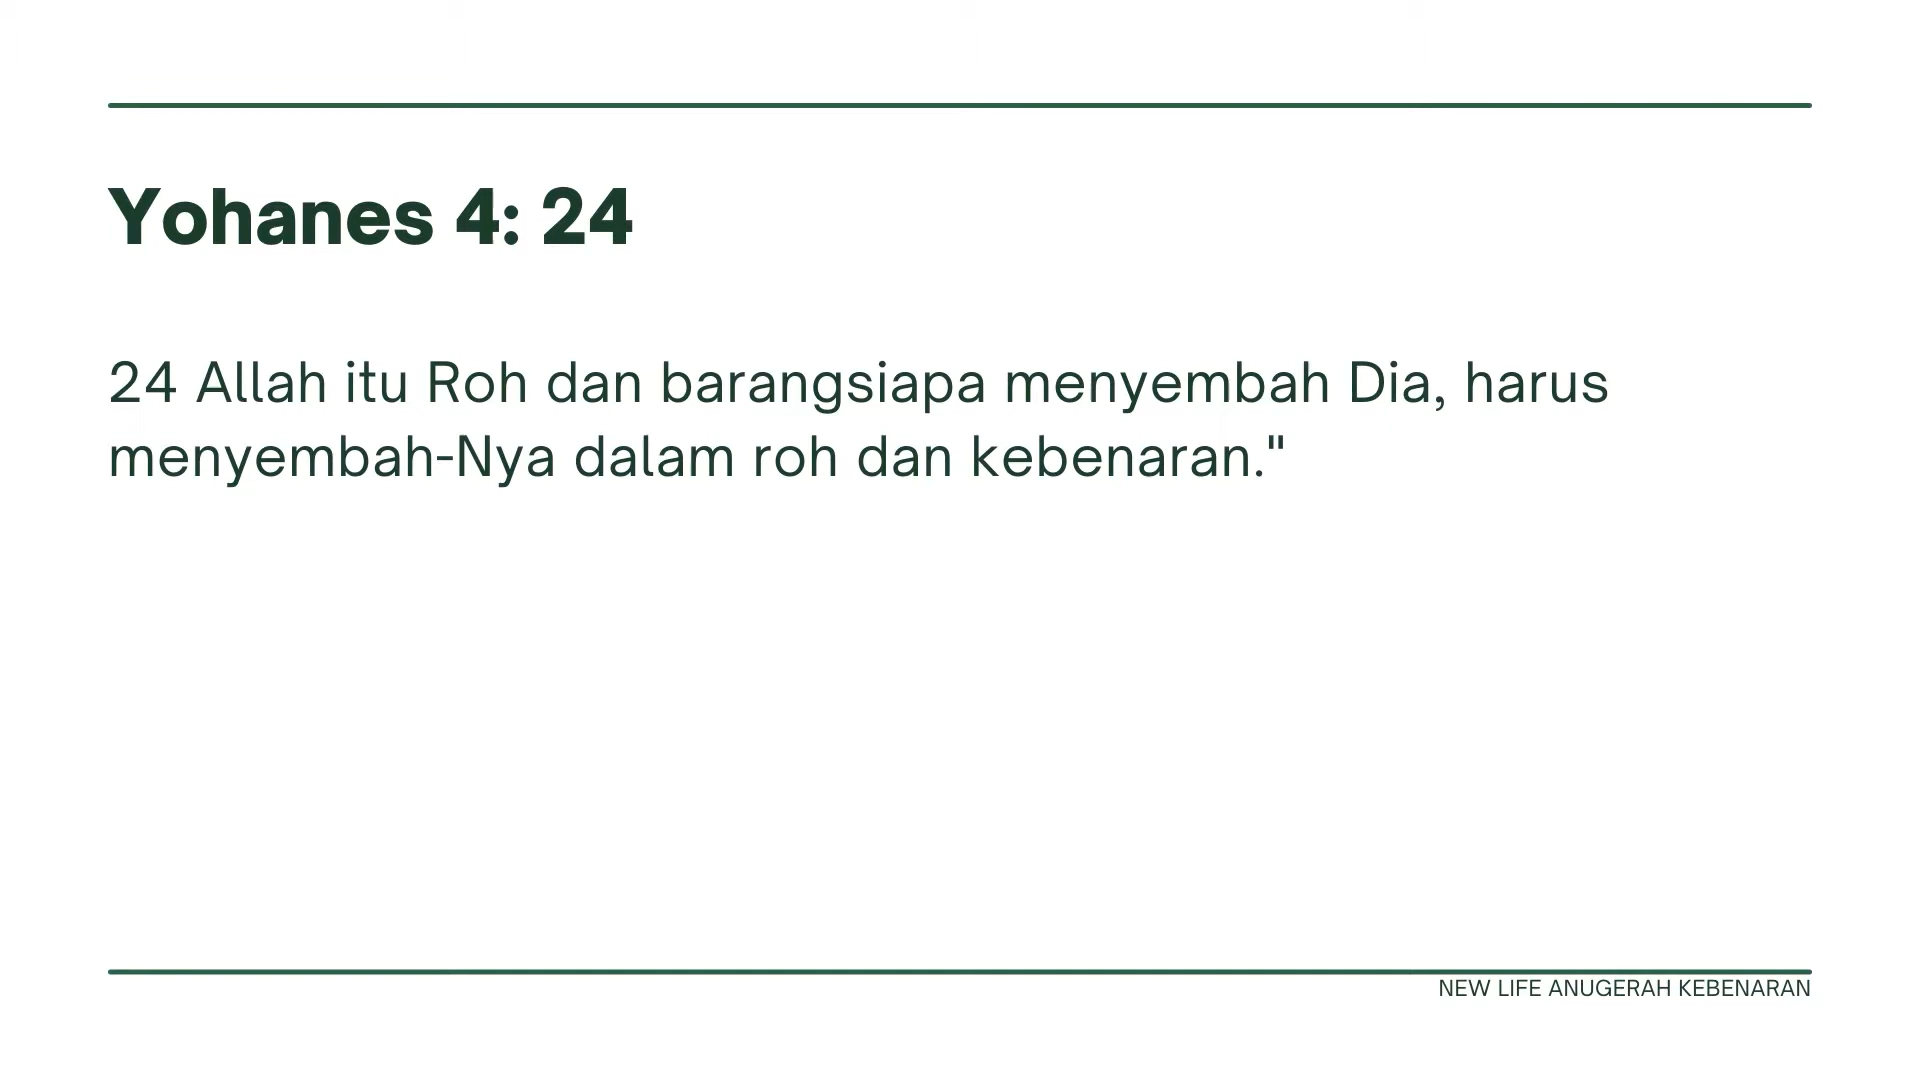 Yohanes 4: 24
24 Allah itu Roh dan barangsiapa menyembah Dia, harus
menyembah-Nya dalam roh dan kebenaran."
NEW LIFE ANUGERAH KEBENARAN